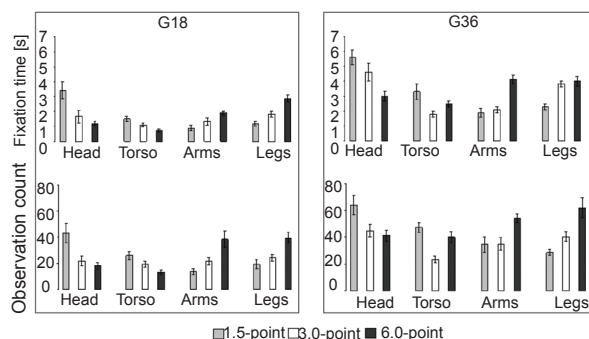 G18
G36
Fixation time [s]
7
6
5
4
3
2
1
0
Head Torso Arms Legs
7
6
5
4
3
2
1
0
Head Torso Arms Legs
Observation count
80
60
40
20
0
Head Torso Arms Legs
80
60
40
20
0
Head Torso Arms Legs
1.5-point 3.0-point 6.0-point